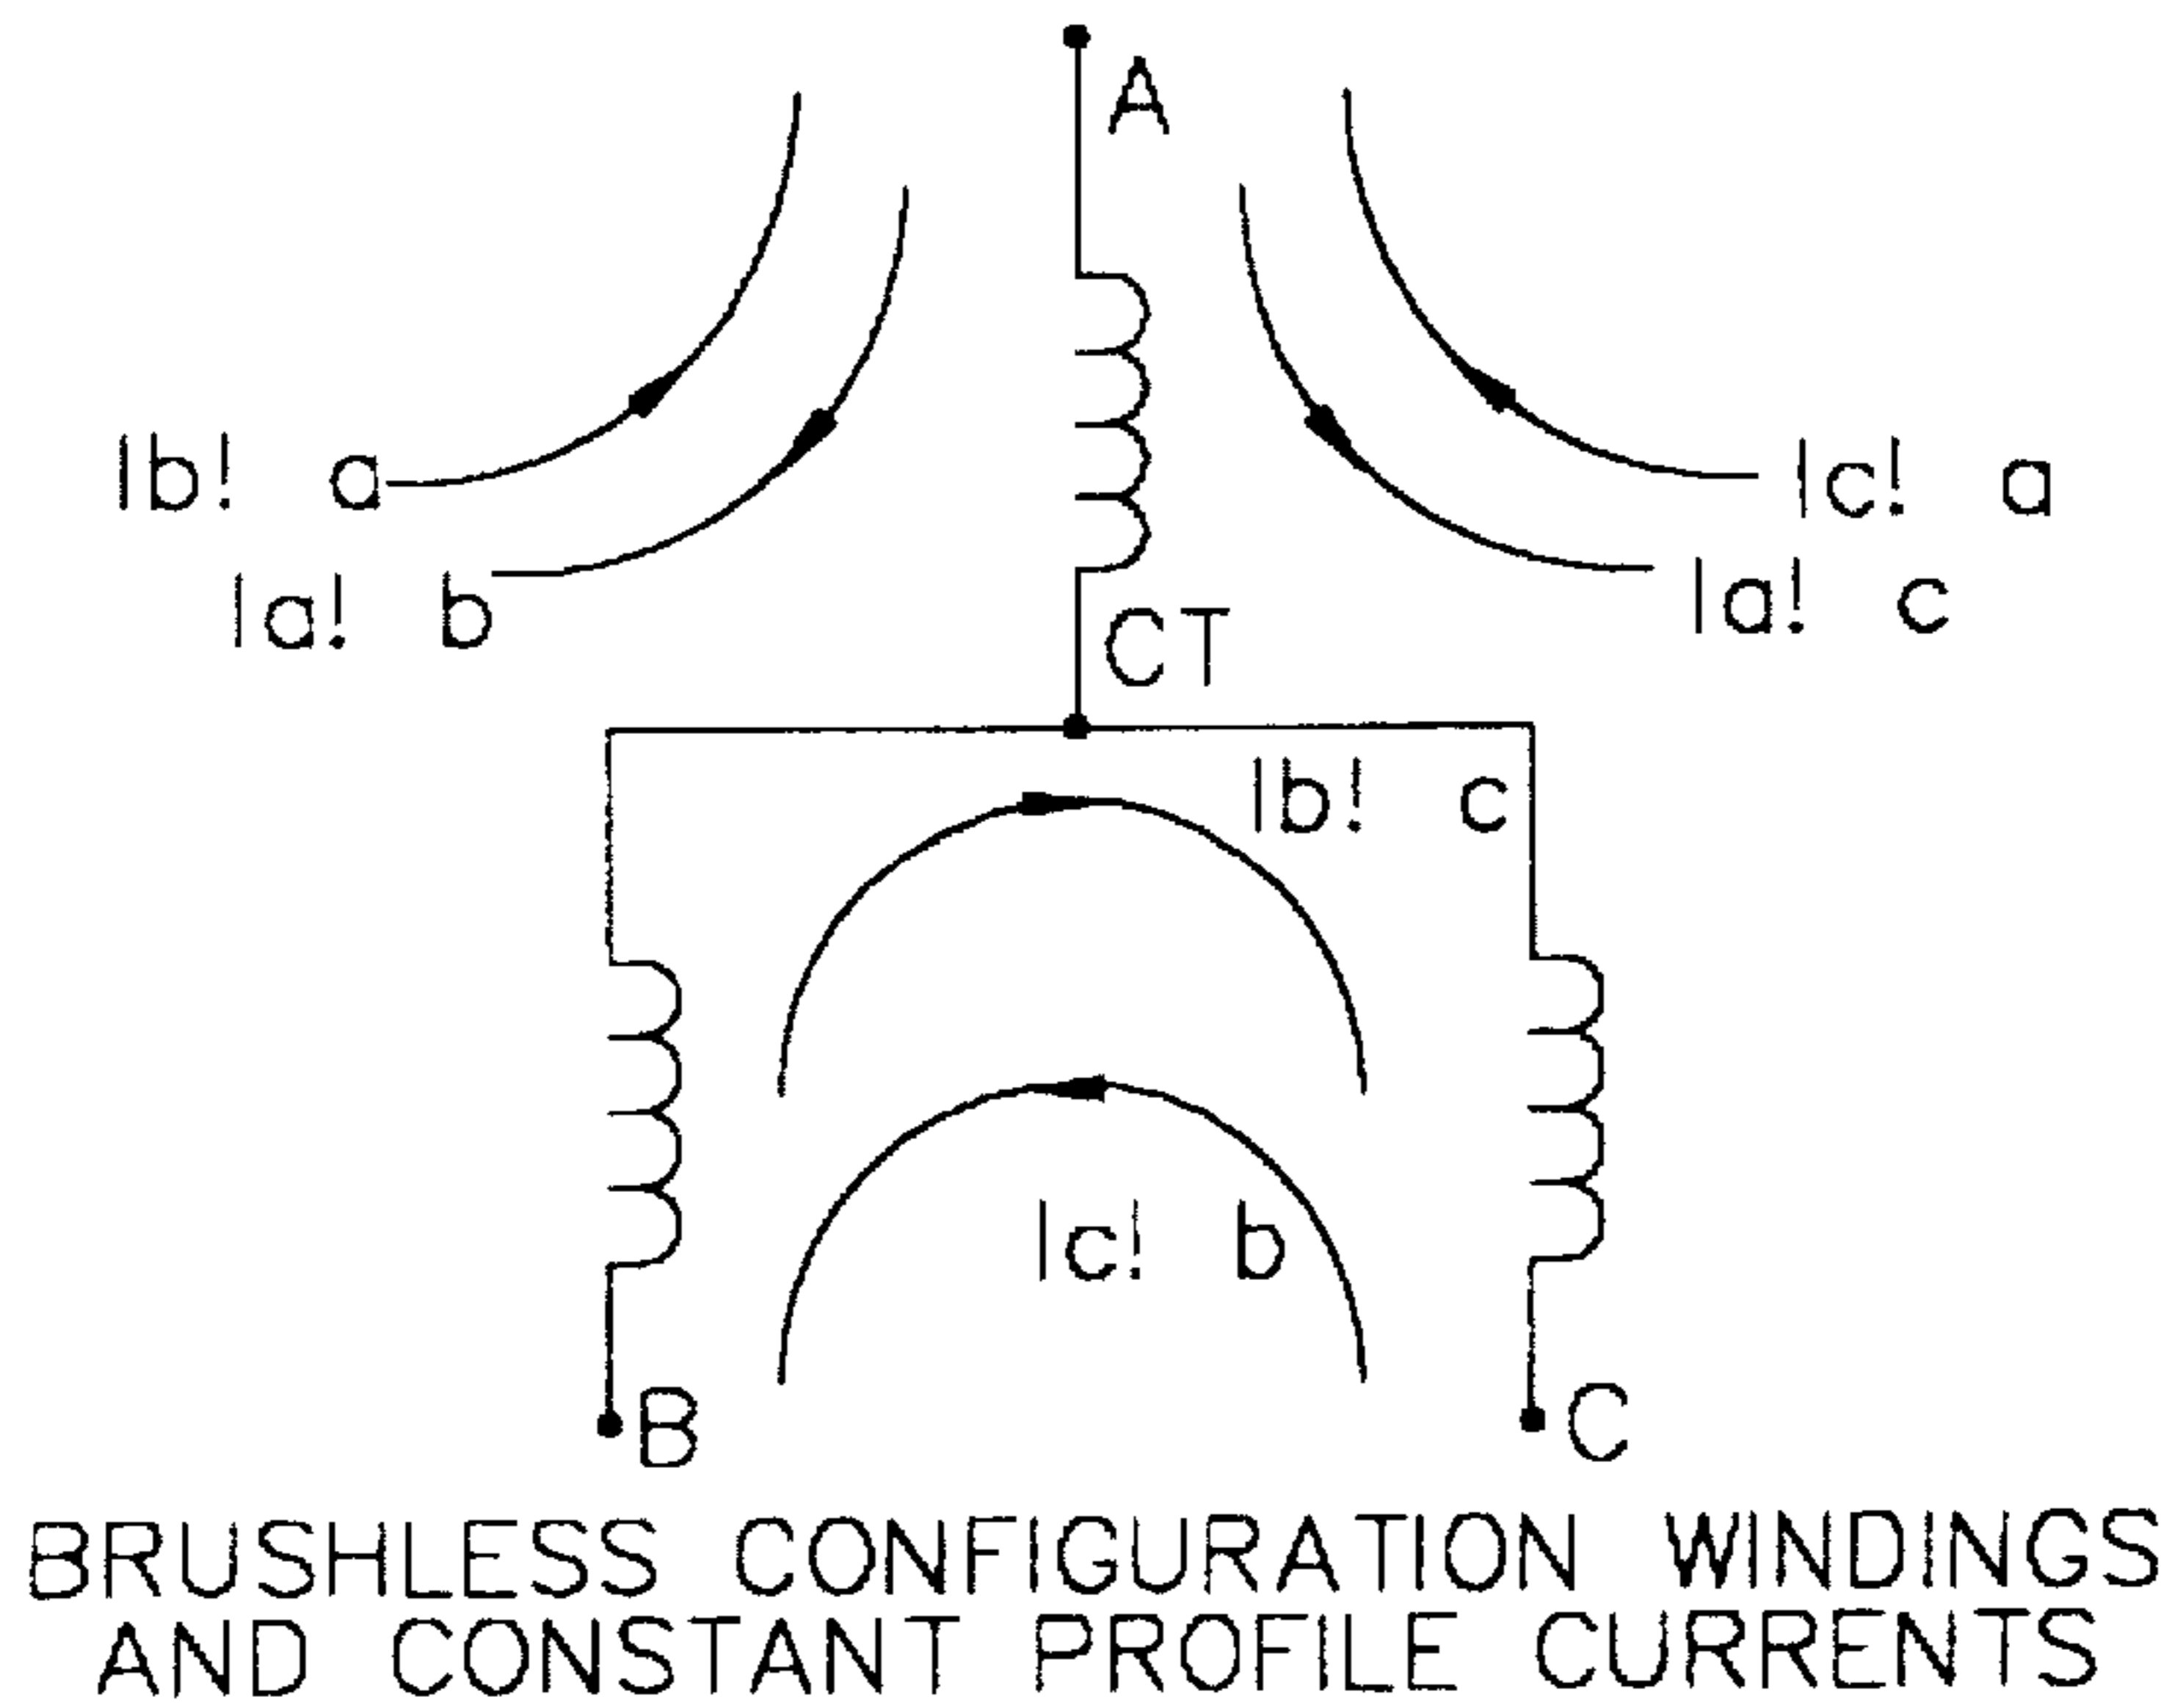 A
Ib! a
Ic! a
Ia! b
Ia! c
CT
Ib! c
Ic! b
B
C
BRUSHLESS CONFIGURATION WINDINGS
AND CONSTANT PROFILE CURRENTS